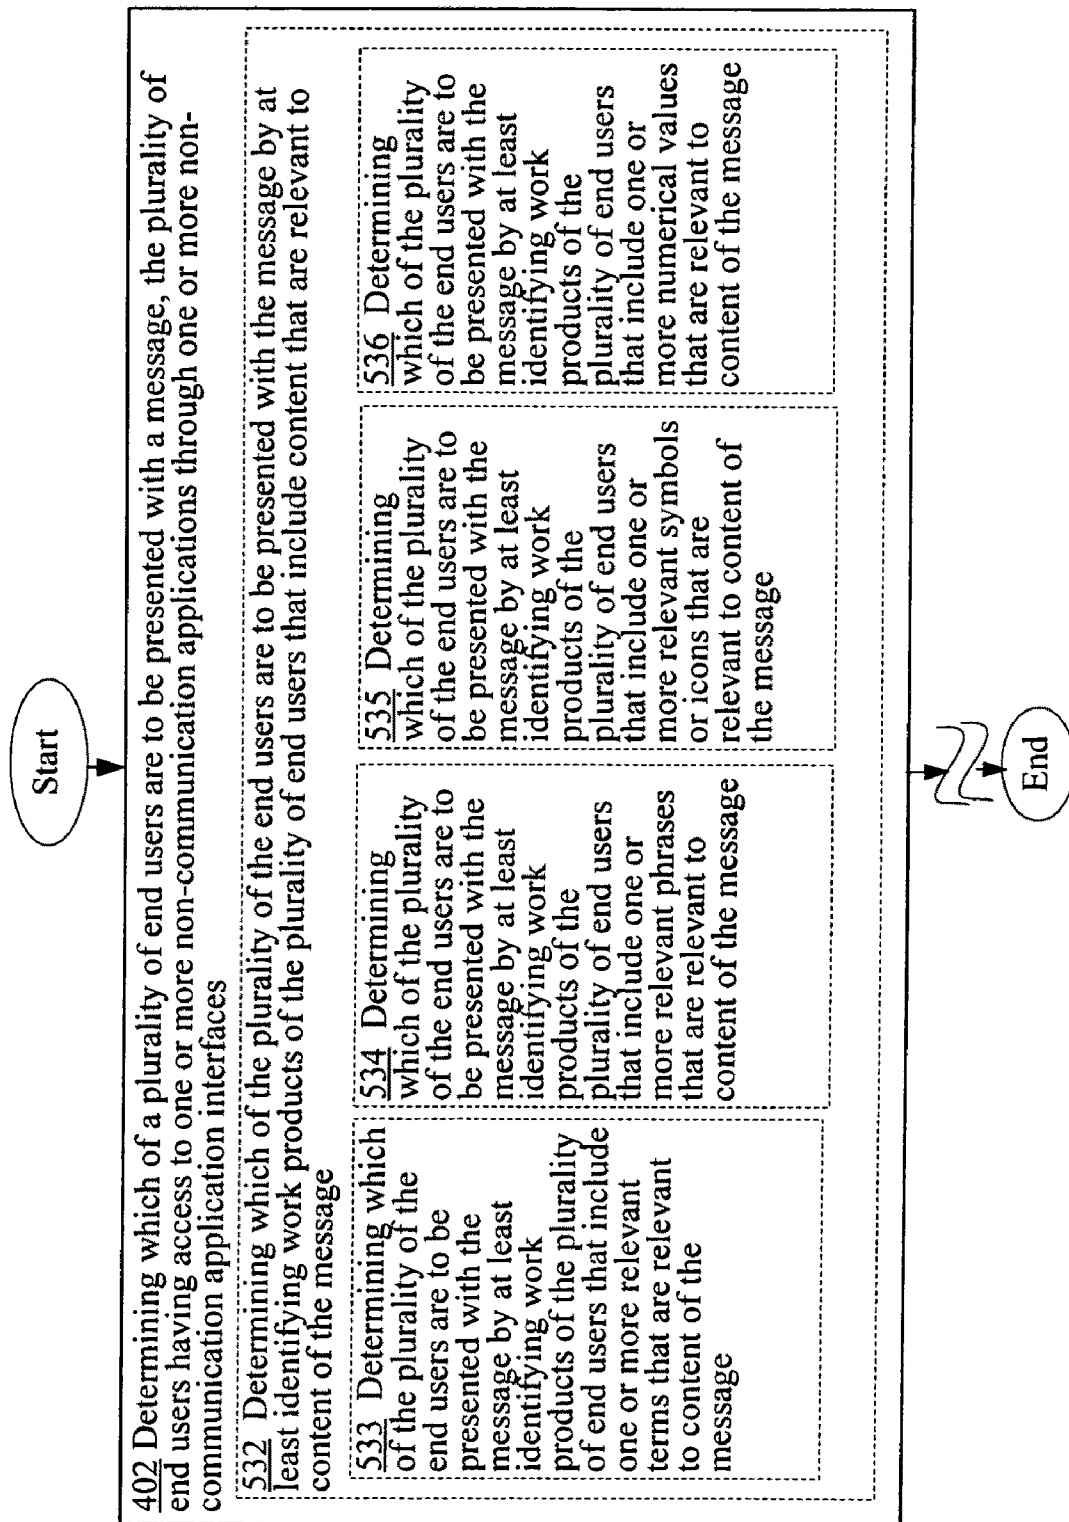 Start
402 Determining which of a plurality of end users are to be presented with a message, the plurality of
end users having access to one or more non-communication applications through one or more non-
communication application interfaces
532 Determining which of the plurality of the end users are to be presented with the message by at
least identifying work products of the plurality of end users that include content that are relevant to
content of the message
533 Determining which
of the plurality of the
end users are to be
presented with the
message by at least
identifying work
products of the plurality
of end users that include
one or more relevant
terms that are relevant
to content of the
message
534 Determining
which of the plurality
of the end users are to
be presented with the
message by at least
identifying work
products of the
plurality of end users
that include one or
more relevant phrases
that are relevant to
content of the message
535 Determining
which of the plurality
of the end users are to
be presented with the
message by at least
identifying work
products of the
plurality of end users
that include one or
more relevant symbols
or icons that are
relevant to content of
the message
536 Determining
which of the plurality
of the end users are to
be presented with the
message by at least
identifying work
products of the
plurality of end users
that include one or
more numerical values
that are relevant to
content of the message
End